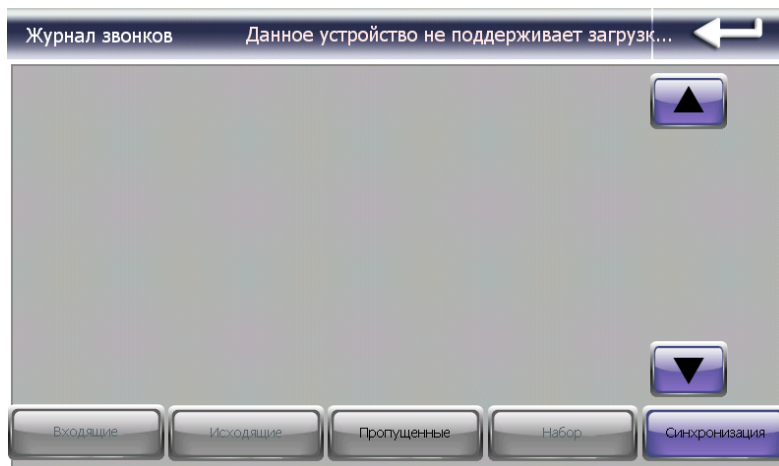 Журнал звонков Данное устройство не поддерживает загрузк...
Входящие Исходящие Пропущенные Набор Синхронизация